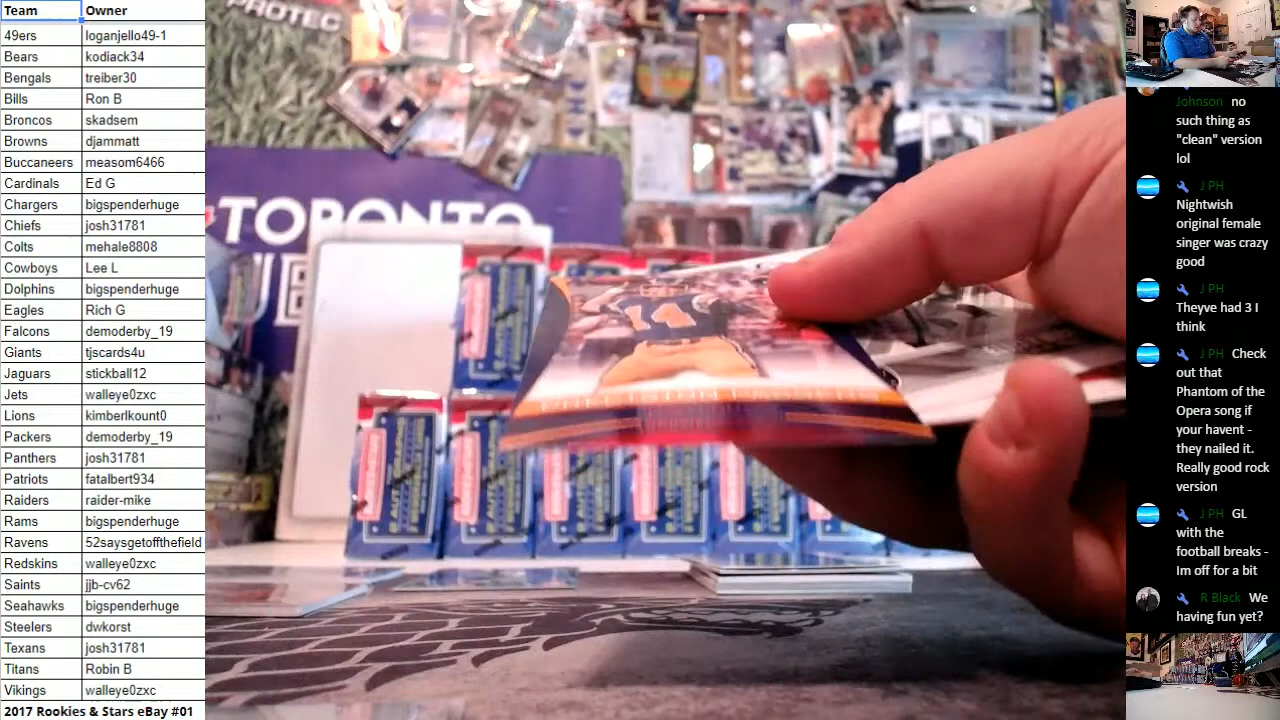 Team Owner
49ers loganjello49-1
Bears kodiack34
Bengals treiber30
Bills Ron B
Broncos skadsem
Browns djammatt
Buccaneers measom6466
Cardinals Ed G
Chargers bigspenderhuge
Chiefs josh31781
Colts mehale8808
Cowboys Lee L
Dolphins bigspenderhuge
Eagles Rich G
Falcons demoderby_19
Giants tjscards4u
Jaguars stickball12
Jets walleye0zxc
Lions kimberlkount0
Packers demoderby_19
Panthers josh31781
Patriots fatalbert934
Raiders raider-mike
Rams bigspenderhuge
Ravens 52saysgetoffthefield
Redskins walleye0zxc
Saints jjb-cv62
Seahawks bigspenderhuge
Steelers dwkorst
Texans josh31781
Titans Robin B
Vikings walleye0zxc
2017 Rookies & Stars eBay #01
PROTEC
TORONTO
14
Johnson no
such thing as
"clean" version
lol
J PH
Nightwish
original female
singer was crazy
good
J PH
Theyve had 3 I
think
J PH Check
out that
Phantom of the
Opera song if
your havent -
they nailed it.
Really good rock
version
J PH GL
with the
football breaks -
Im off for a bit
R Black We
having fun yet?